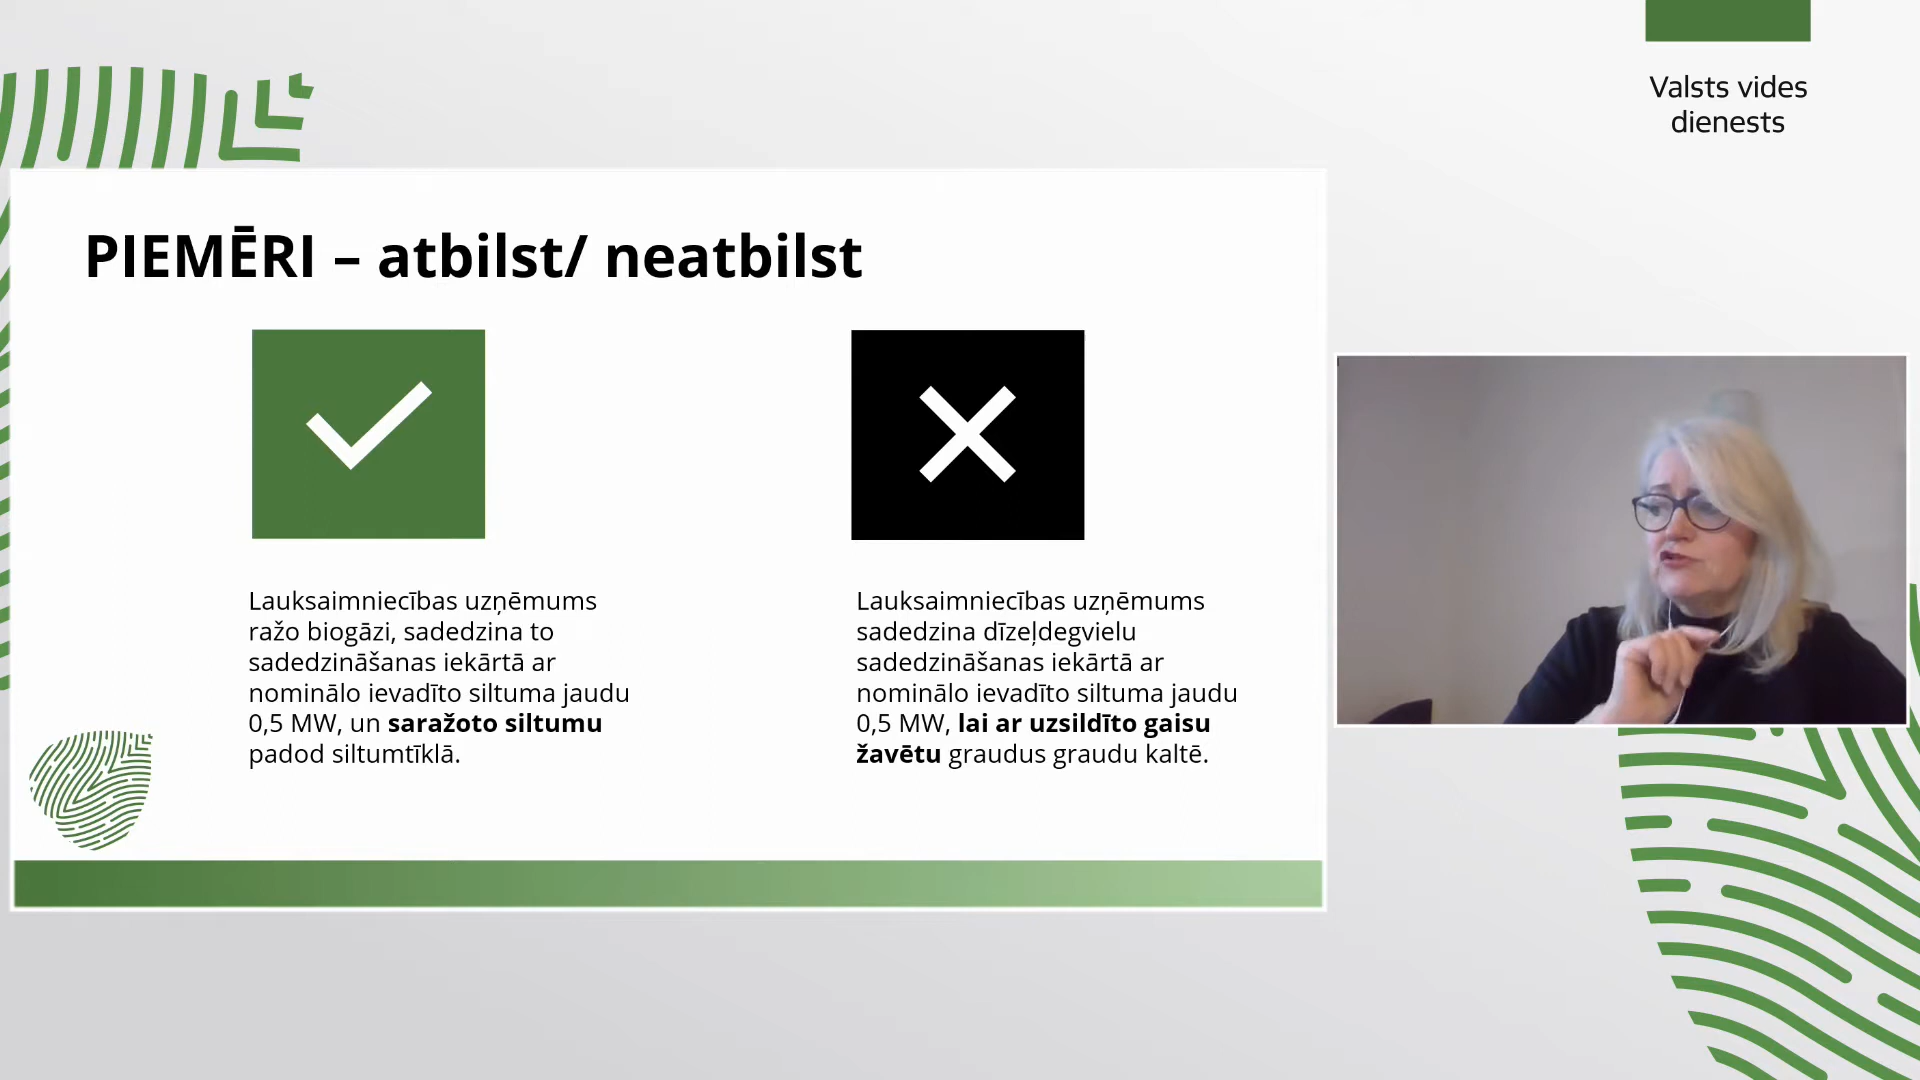 Valsts vides
dienests
PIEMĒRI – atbilst/ neatbilst
Lauksaimniecības uzņēmums
ražo biogāzi, sadedzina to
sadedzināšanas iekārtā ar
nominālo ievadīto siltuma jaudu
0,5 MW, un saražoto siltumu
padod siltumtīklā.
Lauksaimniecības uzņēmums
sadedzina dīzeļdegvielu
sadedzināšanas iekārtā ar
nominālo ievadīto siltuma jaudu
0,5 MW, lai ar uzsildīto gaisu
žavētu graudus graudu kaltē.